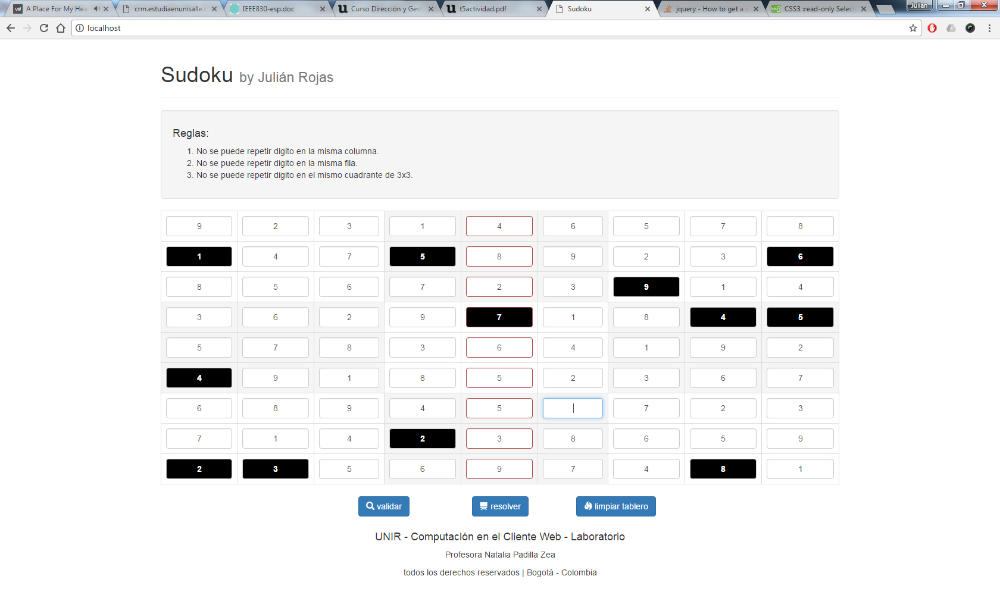 A Place For My Hea
crm.estudiaenunisalle.c
IEEE830-esp.doc
Curso Dirección y Gest
t5actividad.pdf
Sudoku
jquery - How to get a v
CSS3 :read-only Select
Julian
localhost
Sudoku by Julián Rojas
Reglas:
1. No se puede repetir digito en la misma columna.
2. No se puede repetir digito en la misma fila.
3. No se puede repetir digito en el mismo cuadrante de 3x3.
9 2 3 1 4 6 5 7 8
1 4 7 5 8 9 2 3 6
8 5 6 7 2 3 9 1 4
3 6 2 9 7 1 8 4 5
5 7 8 3 6 4 1 9 2
4 9 1 8 5 2 3 6 7
6 8 9 4 5 7 2 3
7 1 4 2 3 8 6 5 9
2 3 5 6 9 7 4 8 1
validar
resolver
limpiar tablero
UNIR - Computación en el Cliente Web - Laboratorio
Profesora Natalia Padilla Zea
todos los derechos reservados | Bogotá - Colombia